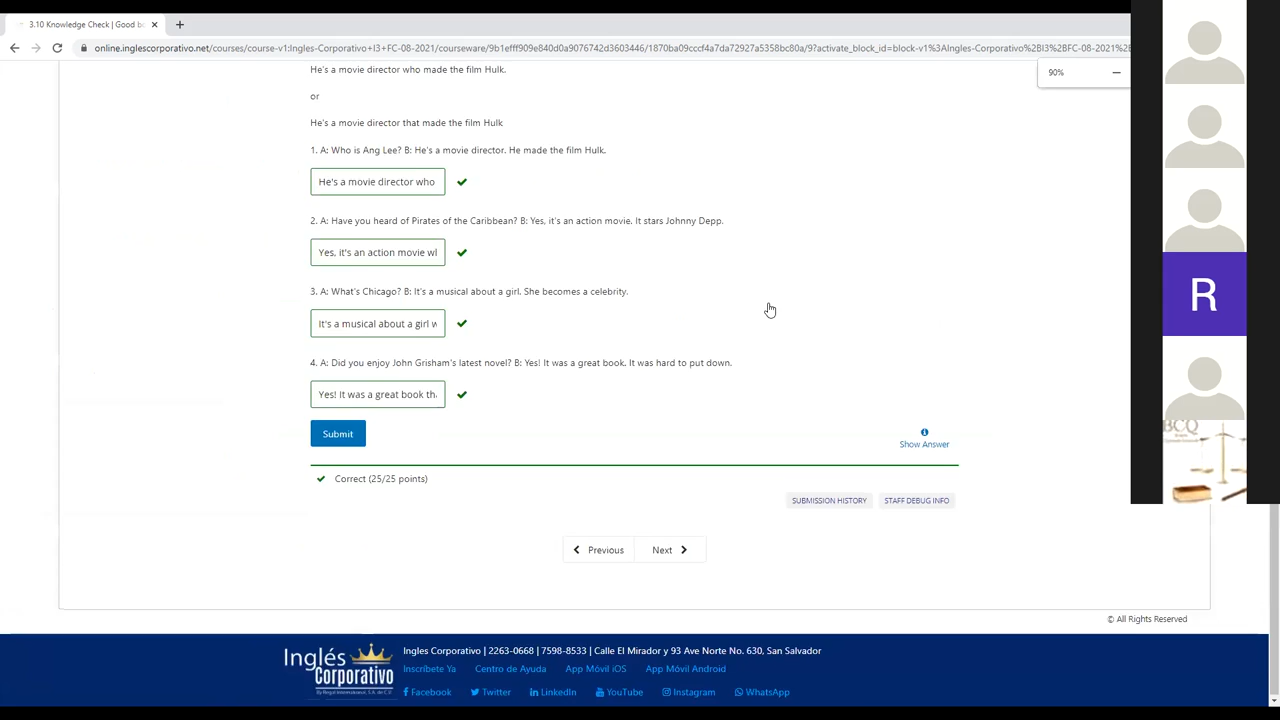 3.10 Knowledge Check | Good b
online.inglescorporativo.net/courses/course-v1:Ingles-Corporativo+I3+FC-08-2021/courseware/9b1efff909e840d0a9076742d3603446/1870ba09cccf4a7da72927a5358bc80a/9?activate_block_id=block-v1%3AIngles-Corporativo%2BI3%2BFC-08-2021%
90%
He's a movie director who made the film Hulk.
or
He's a movie director that made the film Hulk
1. A: Who is Ang Lee? B: He's a movie director. He made the film Hulk.
He's a movie director who
2. A: Have you heard of Pirates of the Caribbean? B: Yes, it's an action movie. It stars Johnny Depp.
Yes, it's an action movie wl
3. A: What's Chicago? B: It's a musical about a girl. She becomes a celebrity.
It's a musical about a girl w
4. A: Did you enjoy John Grisham's latest novel? B: Yes! It was a great book. It was hard to put down.
Yes! It was a great book tha
Submit
Show Answer
Correct (25/25 points)
SUBMISSION HISTORY STAFF DEBUG INFO
Previous Next
© All Rights Reserved
Inglés Corporativo
Ingles Corporativo | 2263-0668 | 7598-8533 | Calle El Mirador y 93 Ave Norte No. 630, San Salvador
Inscríbete Ya Centro de Ayuda App Móvil iOS App Móvil Android
Facebook Twitter LinkedIn YouTube Instagram WhatsApp
R
BCQ